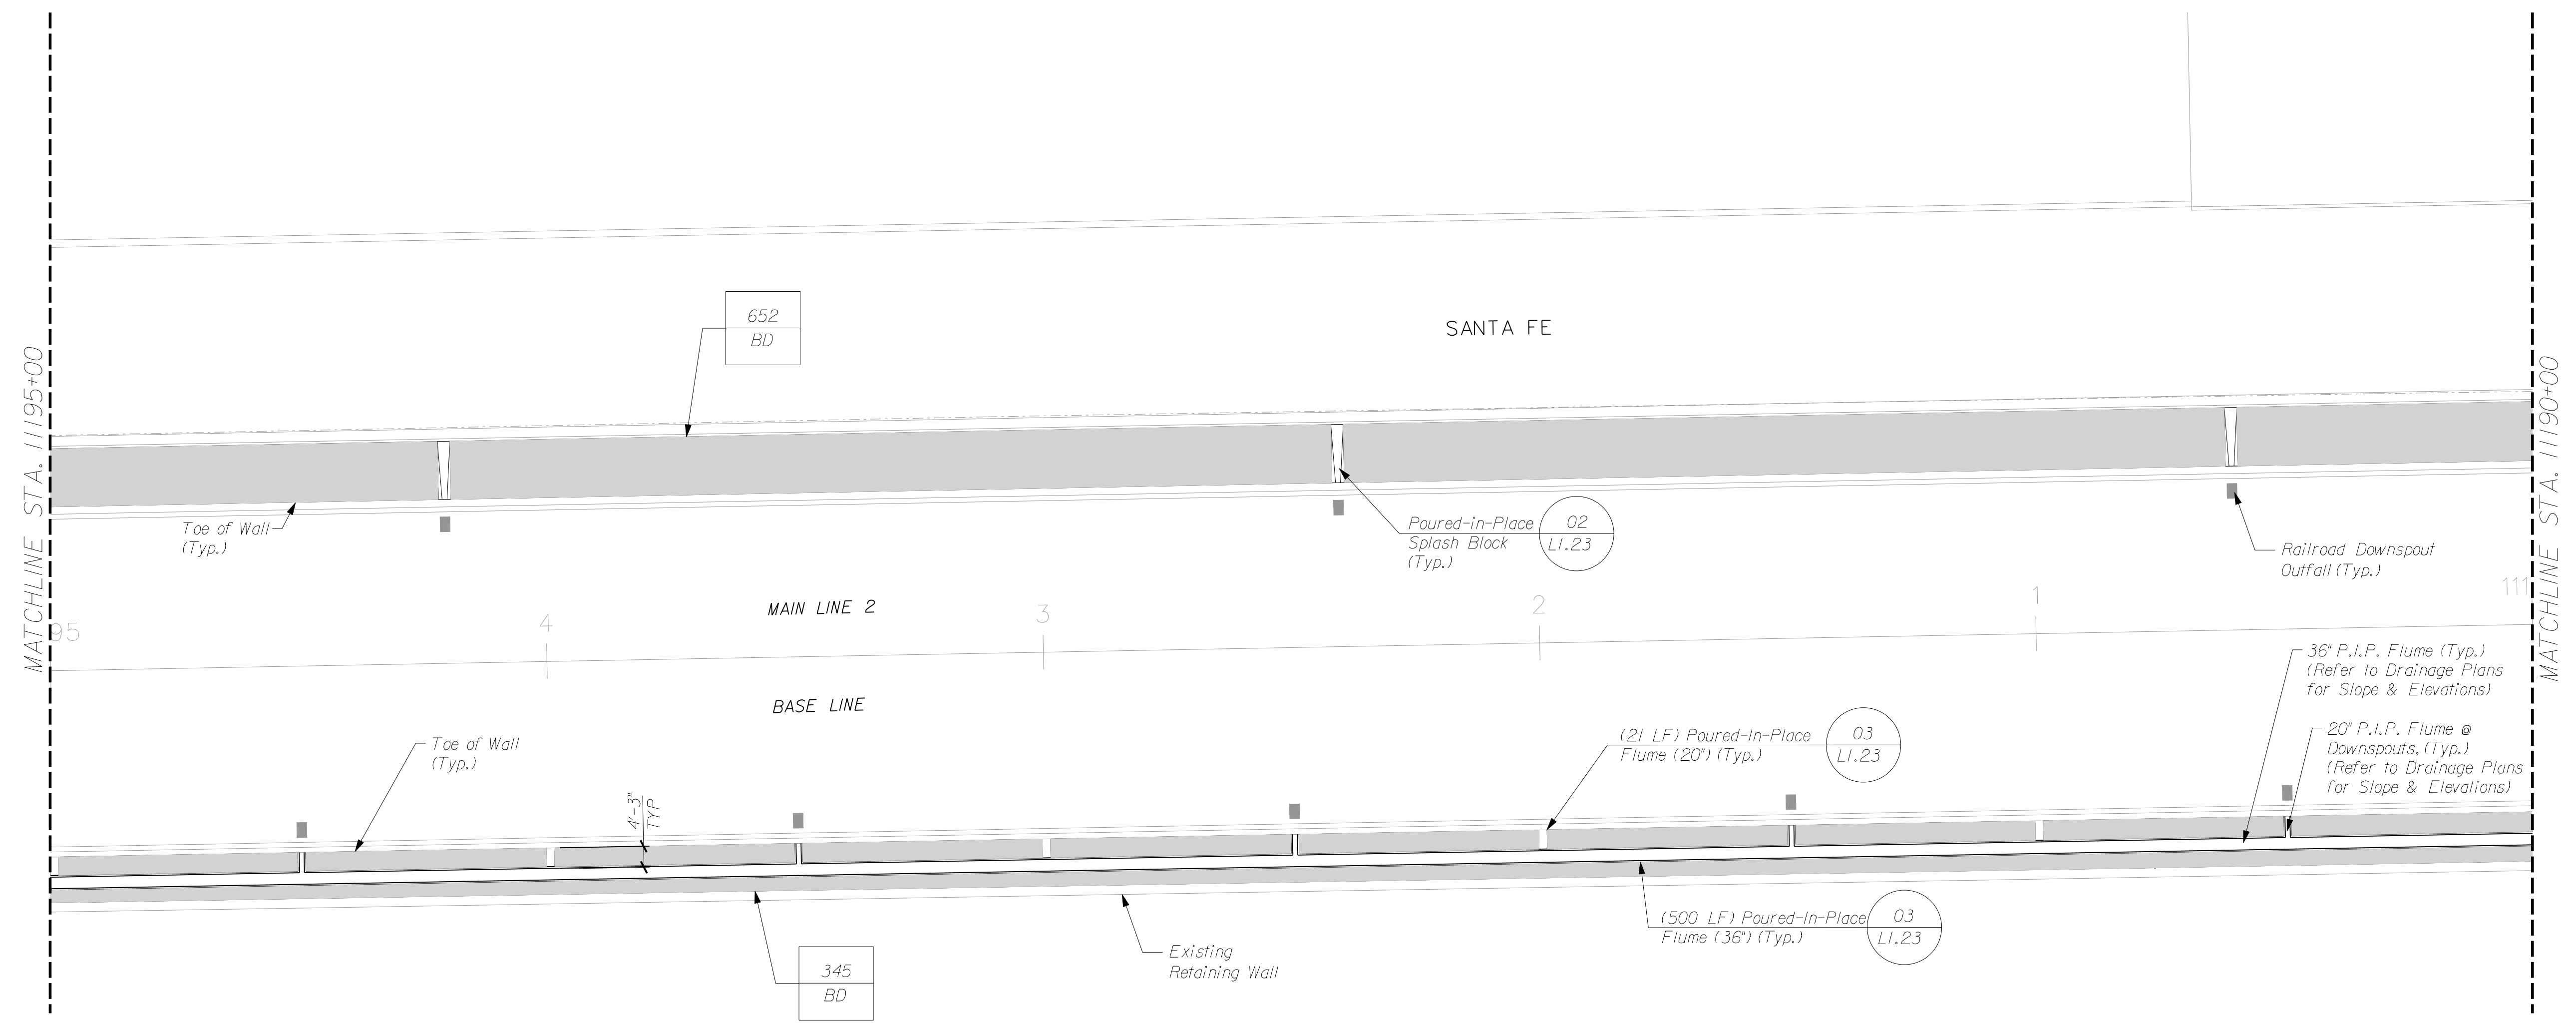 MATCHLINE STA. 11195+00
652
BD
SANTA FE
Toe of Wall
(Typ.)
Poured-in-Place
Splash Block
(Typ.)
02
L1.23
Railroad Downspout
Outfall (Typ.)
MATCHLINE STA. 11190+00
95
4
MAIN LINE 2
3
2
1
111
BASE LINE
36" P.I.P. Flume (Typ.)
(Refer to Drainage Plans
for Slope & Elevations)
20" P.I.P. Flume @
Downspouts, (Typ.)
(Refer to Drainage Plans
for Slope & Elevations)
Toe of Wall
(Typ.)
4'-3"
TYP
(21 LF) Poured-In-Place
Flume (20") (Typ.)
03
L1.23
(500 LF) Poured-In-Place
Flume (36") (Typ.)
03
L1.23
Existing
Retaining Wall
345
BD